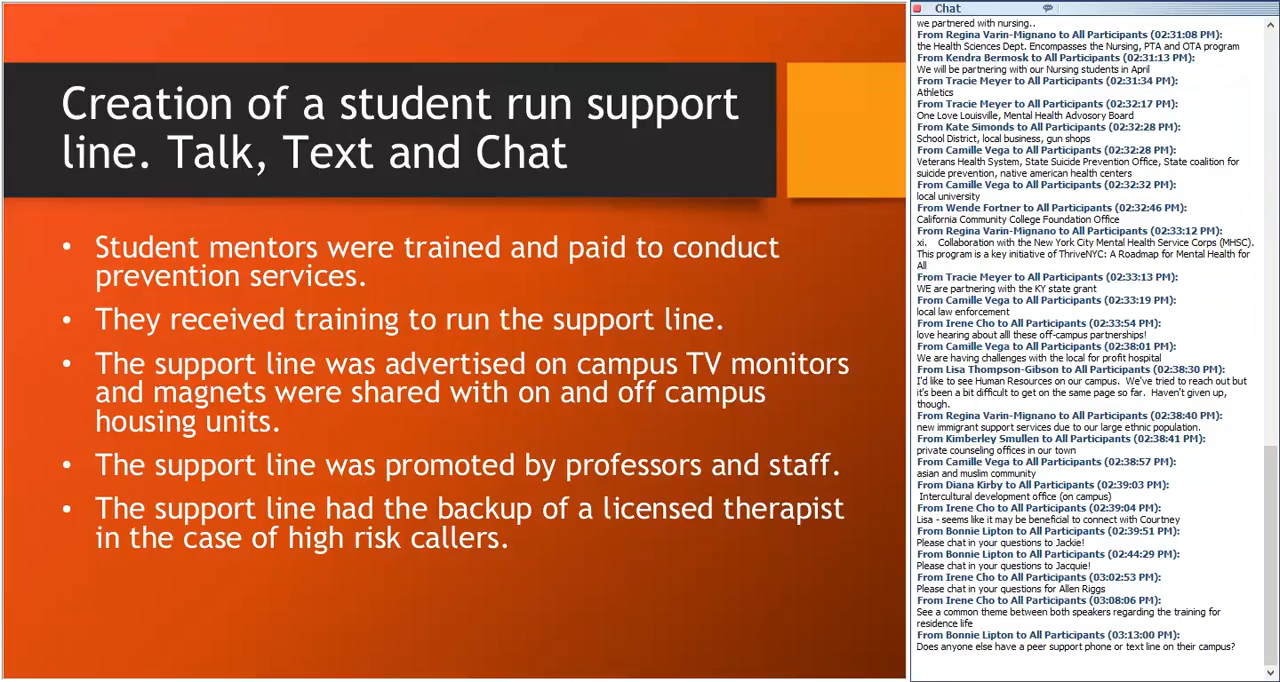 Creation of a student run support
line. Talk, Text and Chat
• Student mentors were trained and paid to conduct
prevention services.
• They received training to run the support line.
• The support line was advertised on campus TV monitors
and magnets were shared with on and off campus
housing units.
• The support line was promoted by professors and staff.
• The support line had the backup of a licensed therapist
in the case of high risk callers.
Chat
we partnered with nursing..
From Regina Varin-Mignano to All Participants (02:31:08 PM):
the Health Sciences Dept. Encompasses the Nursing, PTA and OTA program
From Kendra Bermosk to All Participants (02:31:13 PM):
We will be partnering with our Nursing students in April
From Tracie Meyer to All Participants (02:31:34 PM):
Athletics
From Tracie Meyer to All Participants (02:32:17 PM):
One Love Louisville, Mental Health Advosory Board
From Kate Simonds to All Participants (02:32:28 PM):
School District, local business, gun shops
From Camille Vega to All Participants (02:32:28 PM):
Veterans Health System, State Suicide Prevention Office, State coalition for
suicide prevention, native american health centers
From Camille Vega to All Participants (02:32:32 PM):
local university
From Wende Fortner to All Participants (02:32:46 PM):
California Community College Foundation Office
From Regina Varin-Mignano to All Participants (02:33:12 PM):
xi. Collaboration with the New York City Mental Health Service Corps (MHSC).
This program is a key initiative of ThriveNYC: A Roadmap for Mental Health for
All
From Tracie Meyer to All Participants (02:33:13 PM):
WE are partnering with the KY state grant
From Camille Vega to All Participants (02:33:19 PM):
local law enforcement
From Irene Cho to All Participants (02:33:54 PM):
love hearing about alll these off-campus partnerships!
From Camille Vega to All Participants (02:38:01 PM):
We are having challenges with the local for profit hospital
From Lisa Thompson-Gibson to All Participants (02:38:30 PM):
I'd like to see Human Resources on our campus. We've tried to reach out but
it's been a bit difficult to get on the same page so far. Haven't given up,
though.
From Regina Varin-Mignano to All Participants (02:38:40 PM):
new immigrant support services due to our large ethnic population.
From Kimberley Smullen to All Participants (02:38:41 PM):
private counseling offices in our town
From Camille Vega to All Participants (02:38:57 PM):
asian and muslim community
From Diana Kirby to All Participants (02:39:03 PM):
Intercultural development office (on campus)
From Irene Cho to All Participants (02:39:04 PM):
Lisa - seems like it may be beneficial to connect with Courtney
From Bonnie Lipton to All Participants (02:39:51 PM):
Please chat in your questions to Jackie!
From Bonnie Lipton to All Participants (02:44:29 PM):
Please chat in your questions to Jacquie!
From Irene Cho to All Participants (03:02:53 PM):
Please chat in your questions for Allen Riggs
From Irene Cho to All Participants (03:08:06 PM):
See a common theme between both speakers regarding the training for
residence life
From Bonnie Lipton to All Participants (03:13:00 PM):
Does anyone else have a peer support phone or text line on their campus?